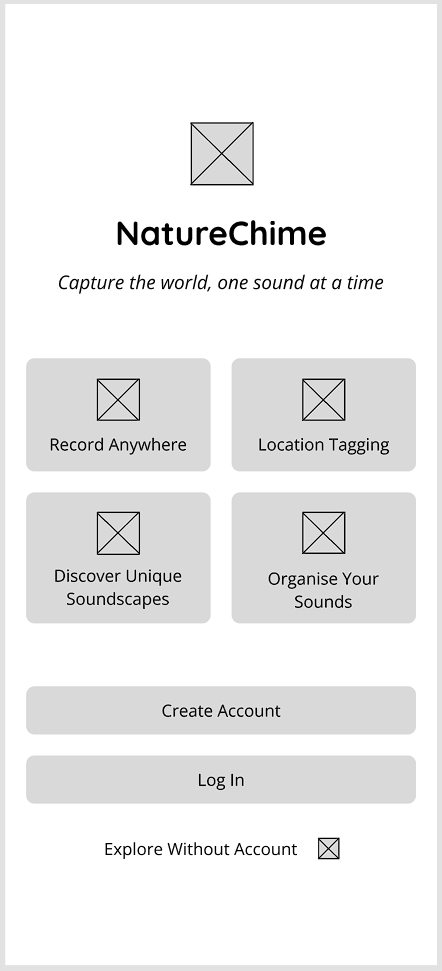 NatureChime
Capture the world, one sound at a time
Record Anywhere
Location Tagging
Discover Unique
Soundscapes
Organise Your
Sounds
Create Account
Log In
Explore Without Account